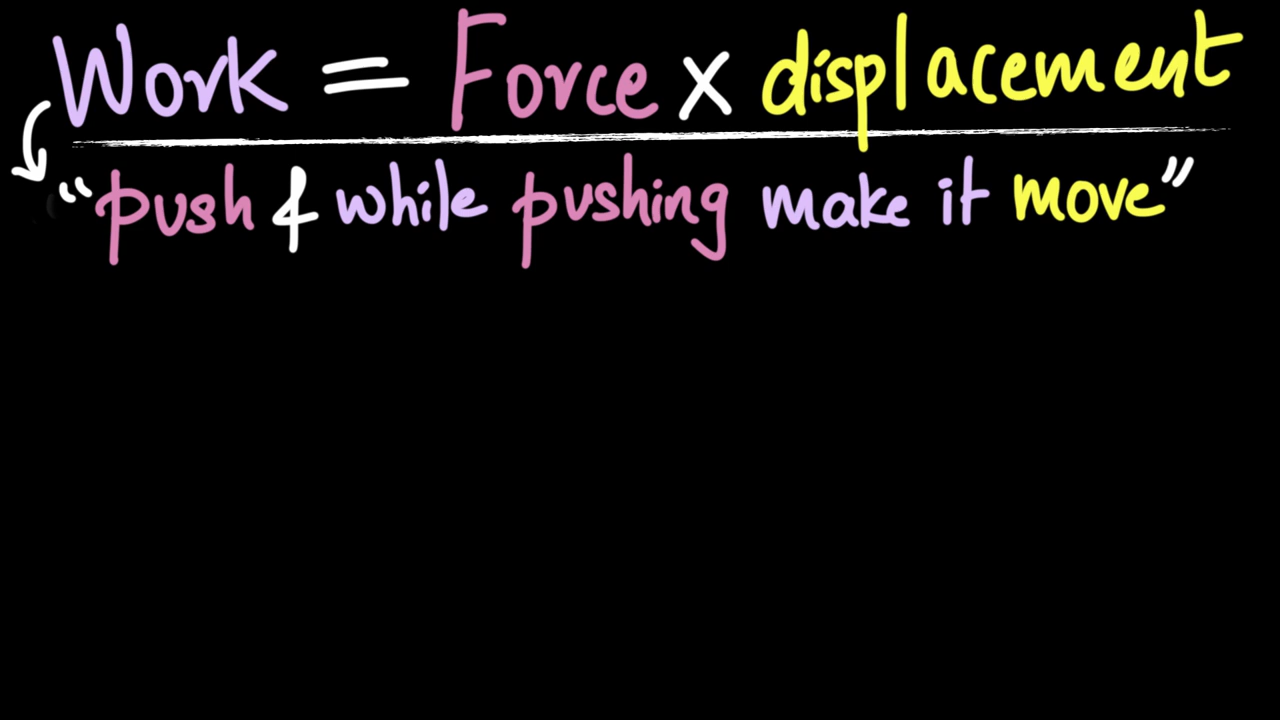 Work = Force x displacement
“push & while pushing make it move”